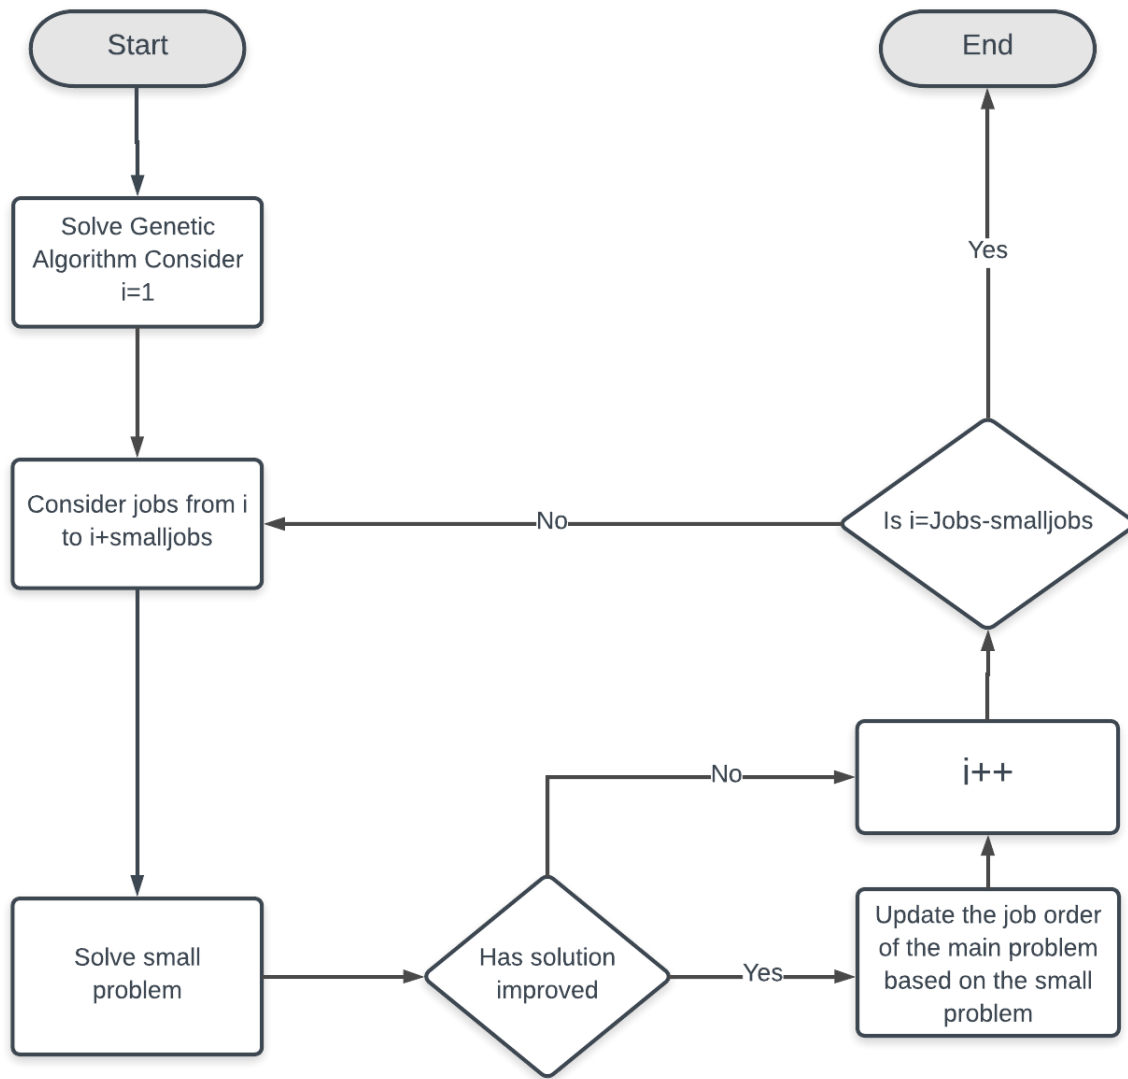 Start
Solve Genetic
Algorithm Consider
i=1
Consider jobs from i
to i+smalljobs
Solve small
problem
Has solution
improved
No
Yes
Update the job order
of the main problem
based on the small
problem
i++
Is i=Jobs-smalljobs
No
Yes
End